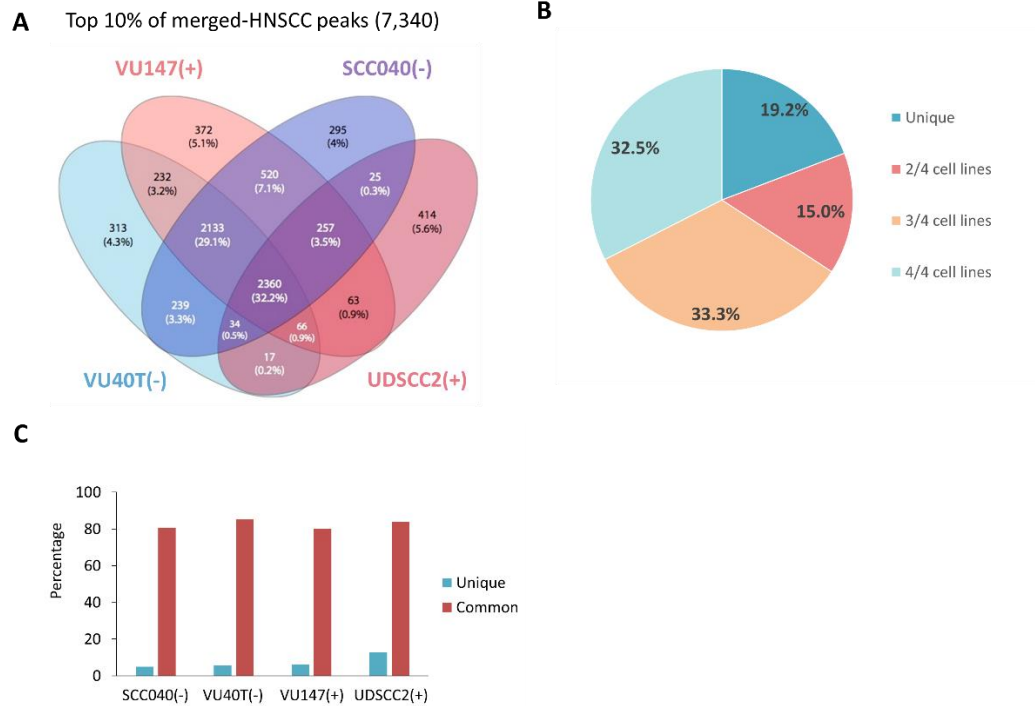 A
Top 10% of merged-HNSCC peaks (7,340)
VU147(+)
SCC040(-)
372
(5.1%)
295
(4%)
232
(3.2%)
520
(7.1%)
25
(0.3%)
313
(4.3%)
2133
(29.1%)
257
(3.5%)
414
(5.6%)
2360
(32.2%)
239
(3.3%)
34
(0.5%)
66
(0.9%)
63
(0.9%)
17
(0.2%)
VU40T(-)
UDSCC2(+)
B
19.2%
32.5%
15.0%
33.3%
Unique
2/4 cell lines
3/4 cell lines
4/4 cell lines
C
100
80
60
40
20
0
Percentage
SCC040(-)
VU40T(-)
VU147(+)
UDSCC2(+)
Unique
Common